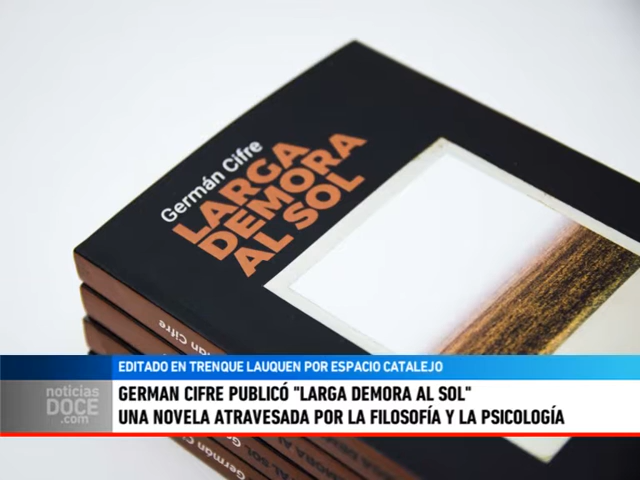 Germán Cifre
LARGA
DEMORA
AL SOL
EDITADO EN TRENQUE LAUQUEN POR ESPACIO CATALEJO
noticias
DOCE
.com
GERMAN CIFRE PUBLICÓ "LARGA DEMORA AL SOL"
UNA NOVELA ATRAVESADA POR LA FILOSOFÍA Y LA PSICOLOGÍA